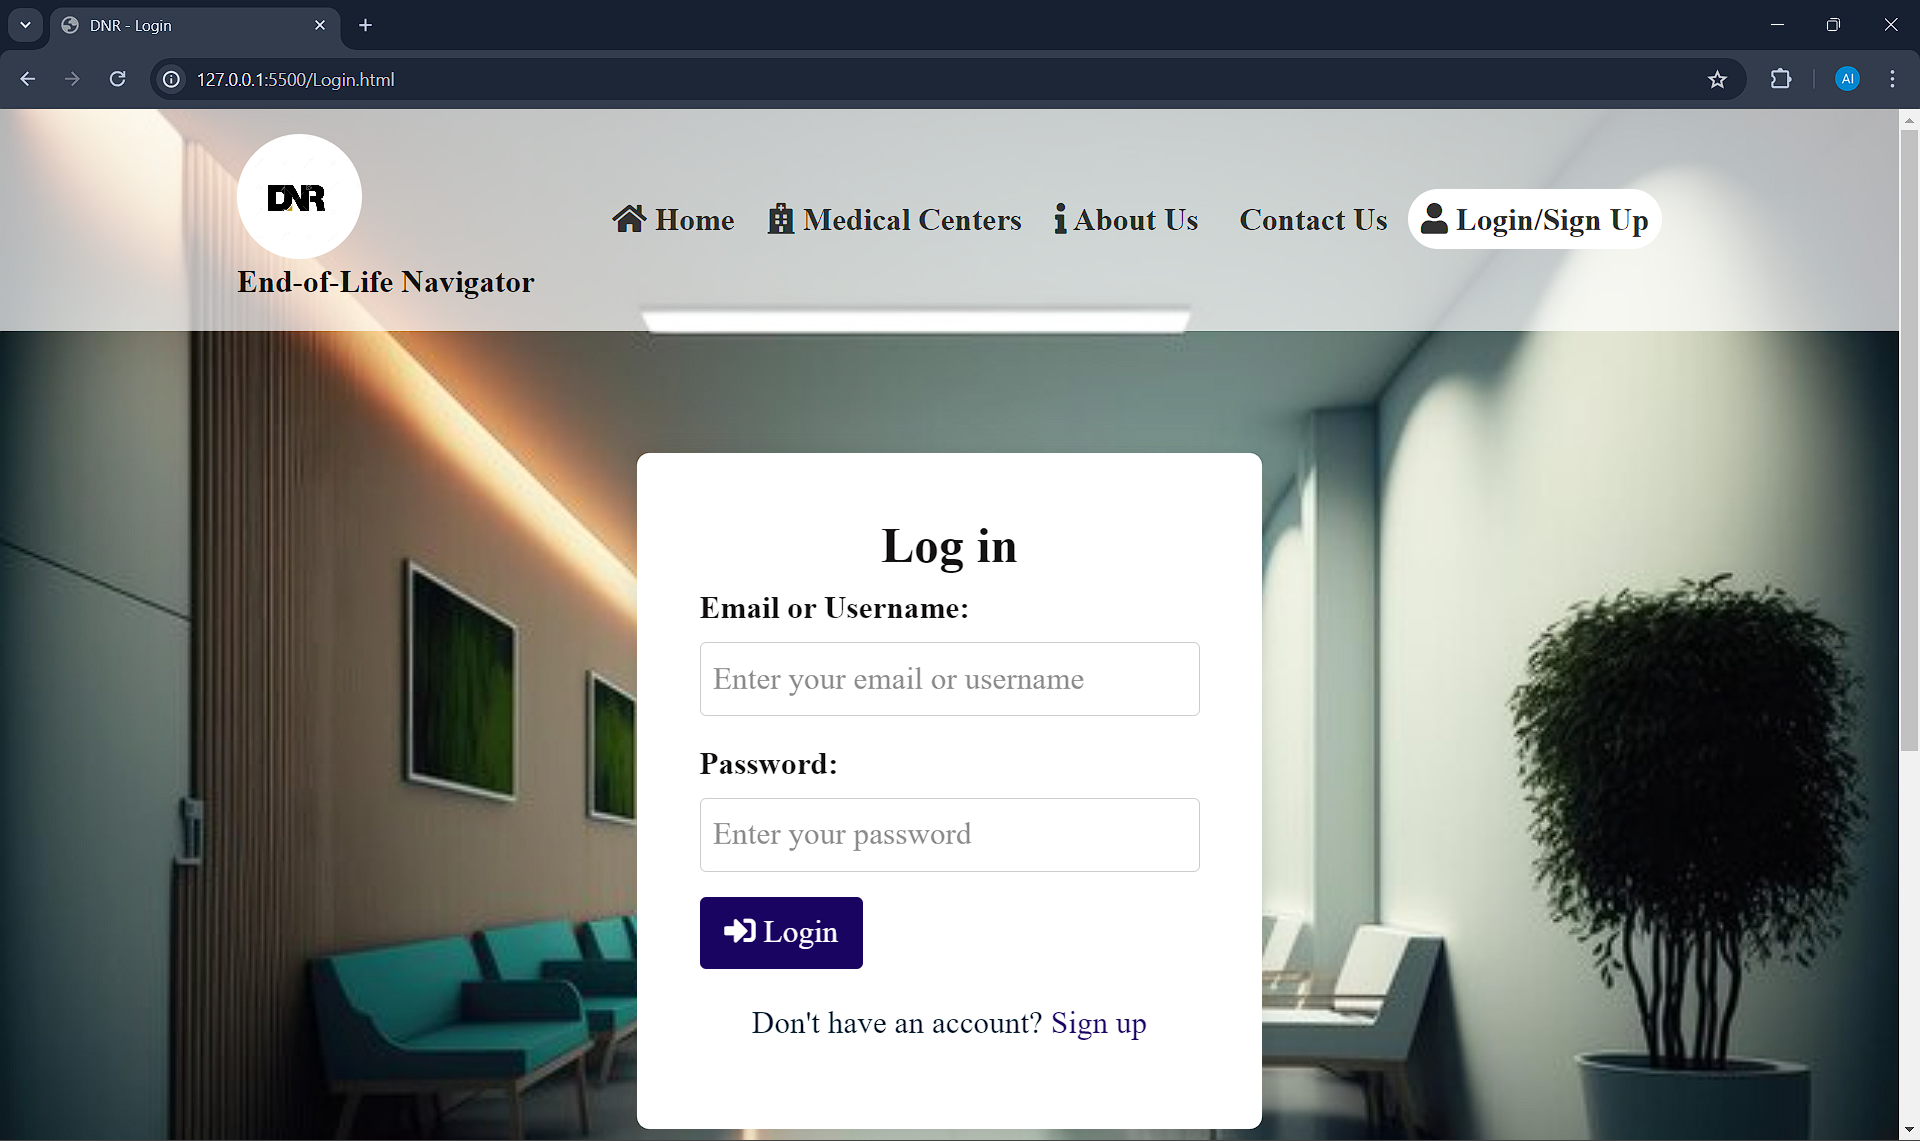 DNR - Login
127.0.0.1:5500/Login.html
AI
DNR
End-of-Life Navigator
Home
Medical Centers
About Us
Contact Us
Login/Sign Up
Log in
Email or Username:
Enter your email or username
Password:
Enter your password
Login
Don't have an account? Sign up